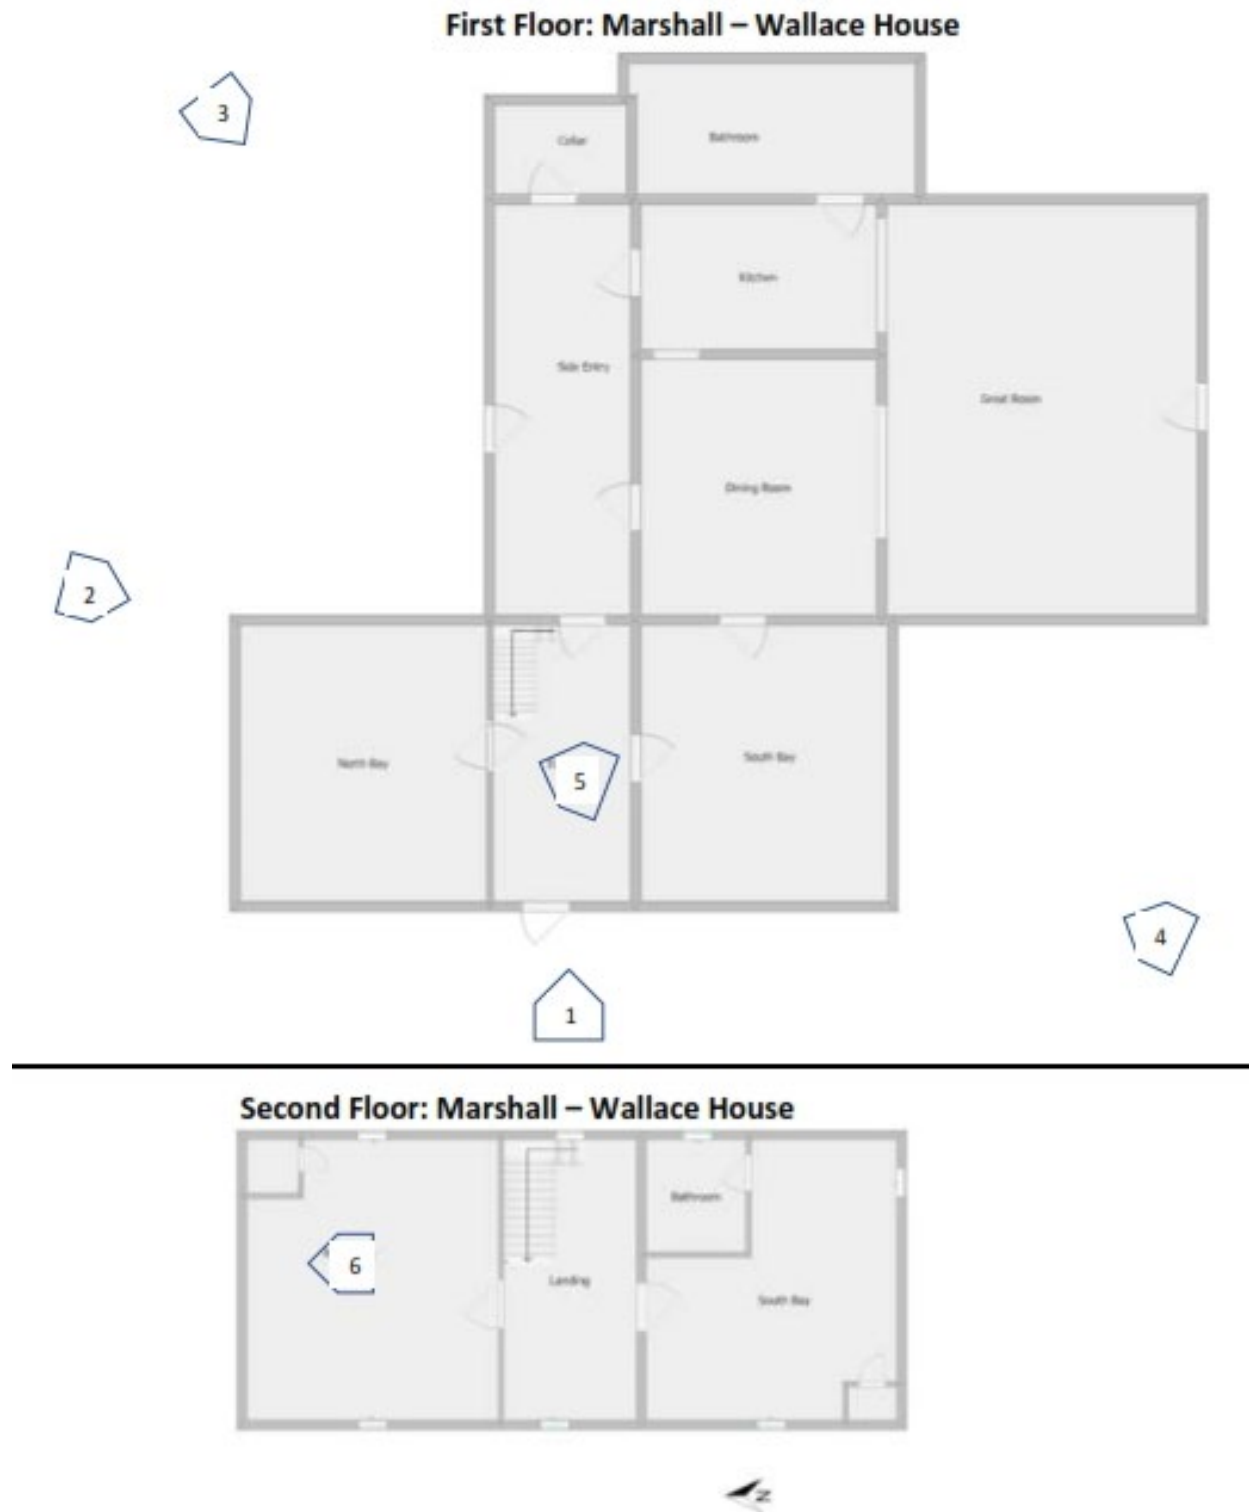 First Floor: Marshall – Wallace House
3
Cellar
Bathroom
Kitchen
Side Entry
Great Room
Dining Room
2
North Bay
5
South Bay
4
1
Second Floor: Marshall – Wallace House
Bathroom
6
Landing
South Bay
N